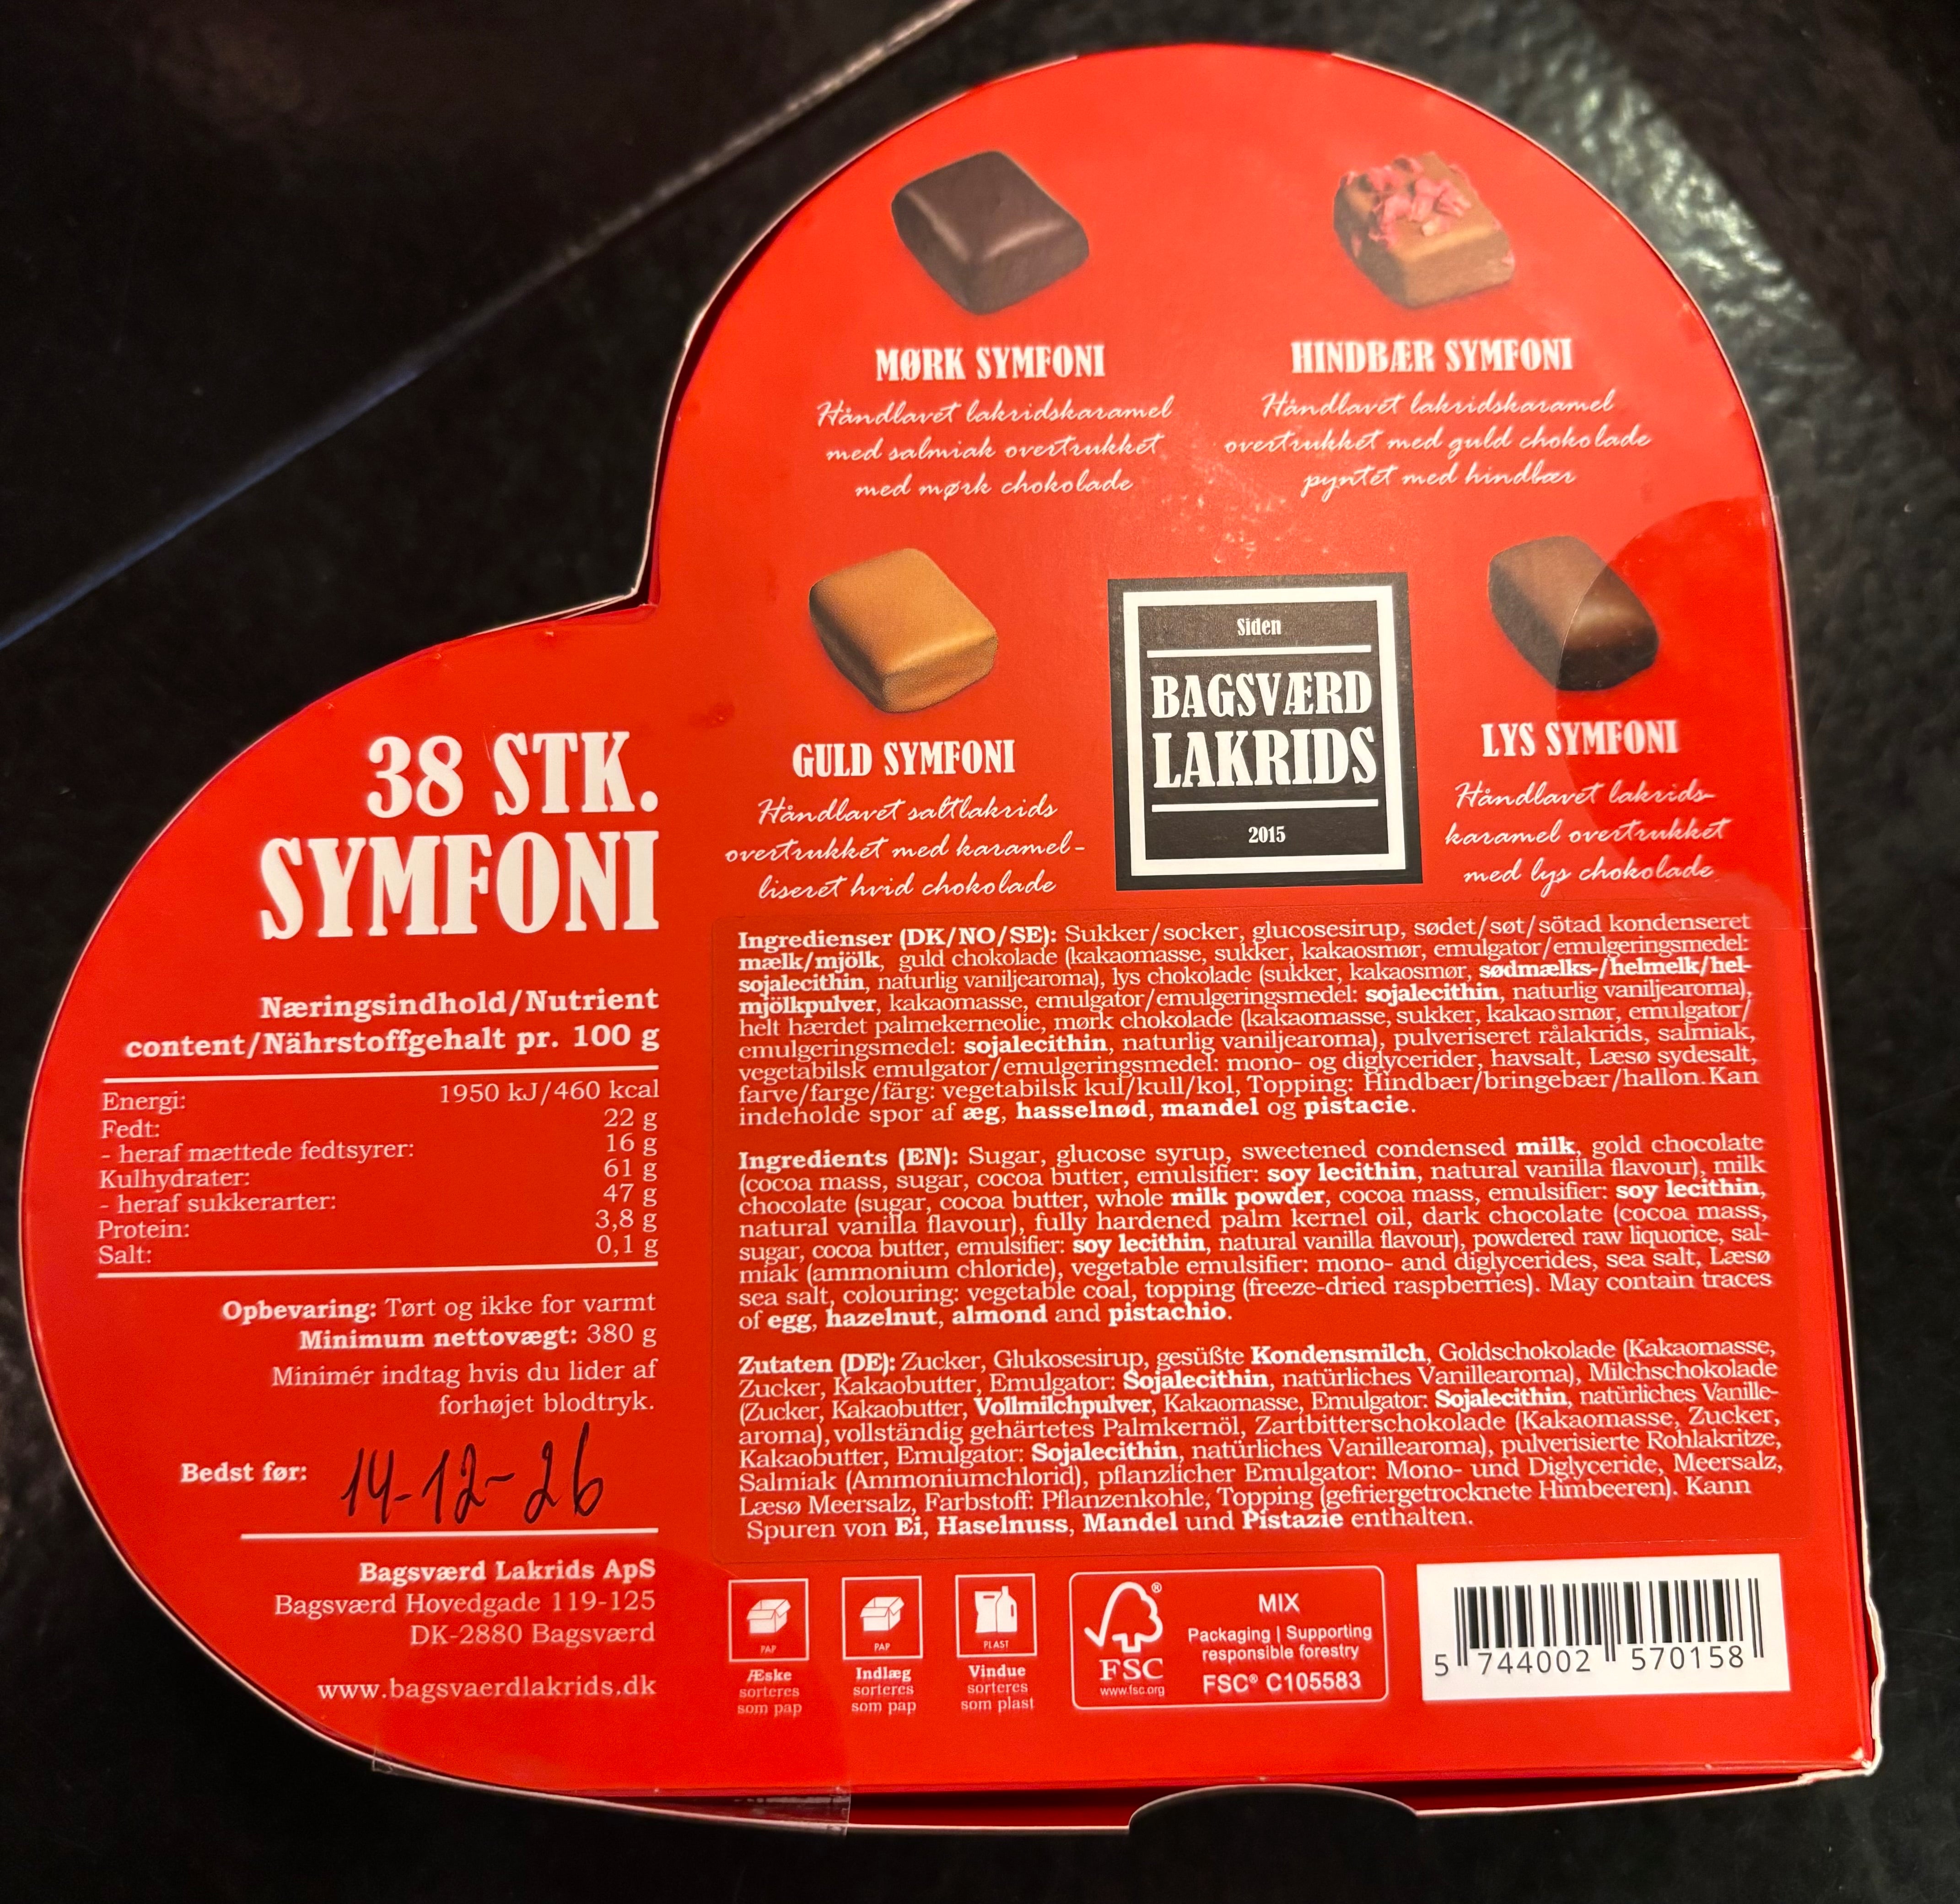 MØRK SYMFONI
Håndlavet lakridskaramel
med salmiak overtrukket
med mørk chokolade
HINDBÆR SYMFONI
Håndlavet lakridskaramel
overtrukket med guld chokolade
pyntet med hindbær
GULD SYMFONI
Håndlavet saltlakrids
overtrukket med karamel-
liseret hvid chokolade
Siden
BAGSVÆRD
LAKRIDS
2015
LYS SYMFONI
Håndlavet lakrids-
karamel overtrukket
med lys chokolade
38 STK.
SYMFONI
Næringsindhold/Nutrient
content/Nährstoffgehalt pr. 100 g
Energi: 1950 kJ/460 kcal
Fedt: 22 g
- heraf mættede fedtsyrer: 16 g
Kulhydrater: 61 g
- heraf sukkerarter: 47 g
Protein: 3,8 g
Salt: 0,1 g
Opbevaring: Tørt og ikke for varmt
Minimum nettovægt: 380 g
Minimér indtag hvis du lider af
forhøjet blodtryk.
Bedst før: 14-12-26
Bagsværd Lakrids ApS
Bagsværd Hovedgade 119-125
DK-2880 Bagsværd
www.bagsvaerdlakrids.dk
Ingredienser (DK/NO/SE): Sukker/socker, glucosesirup, sødet/søt/sötad kondenseret
mælk/mjölk, guld chokolade (kakaomasse, sukker, kakaosmør, emulgator/emulgeringsmedel:
sojalecithin, naturlig vaniljearoma), lys chokolade (sukker, kakaosmør, sødmælks-/helmelk/hel-
mjölkpulver, kakaomasse, emulgator/emulgeringsmedel: sojalecithin, naturlig vaniljearoma),
helt hærdet palmekerneolie, mørk chokolade (kakaomasse, sukker, kakaosmør, emulgator/
emulgeringsmedel: sojalecithin, naturlig vaniljearoma), pulveriseret rålakrids, salmiak,
vegetabilsk emulgator/emulgeringsmedel: mono- og diglycerider, havsalt, Læsø sydesalt,
farve/farge/färg: vegetabilsk kul/kull/kol, Topping: Hindbær/bringebær/hallon.Kan
indeholde spor af æg, hasselnød, mandel og pistacie.
Ingredients (EN): Sugar, glucose syrup, sweetened condensed milk, gold chocolate
(cocoa mass, sugar, cocoa butter, emulsifier: soy lecithin, natural vanilla flavour), milk
chocolate (sugar, cocoa butter, whole milk powder, cocoa mass, emulsifier: soy lecithin,
natural vanilla flavour), fully hardened palm kernel oil, dark chocolate (cocoa mass,
sugar, cocoa butter, emulsifier: soy lecithin, natural vanilla flavour), powdered raw liquorice, sal-
miak (ammonium chloride), vegetable emulsifier: mono- and diglycerides, sea salt, Læsø
sea salt, colouring: vegetable coal, topping (freeze-dried raspberries). May contain traces
of egg, hazelnut, almond and pistachio.
Zutaten (DE): Zucker, Glukosesirup, gesüßte Kondensmilch, Goldschokolade (Kakaomasse,
Zucker, Kakaobutter, Emulgator: Sojalecithin, natürliches Vanillearoma), Milchschokolade
(Zucker, Kakaobutter, Vollmilchpulver, Kakaomasse, Emulgator: Sojalecithin, natürliches Vanille-
aroma), vollständig gehärtetes Palmkernöl, Zartbitterschokolade (Kakaomasse, Zucker,
Kakaobutter, Emulgator: Sojalecithin, natürliches Vanillearoma), pulverisierte Rohlakritze,
Salmiak (Ammoniumchlorid), pflanzlicher Emulgator: Mono- und Diglyceride, Meersalz,
Læsø Meersalz, Farbstoff: Pflanzenkohle, Topping (gefriergetrocknete Himbeeren). Kann
Spuren von Ei, Haselnuss, Mandel und Pistazie enthalten.
PAP
Æske
sorteres
som pap
PAP
Indlæg
sorteres
som pap
PLAST
Vindue
sorteres
som plast
®
FSC
www.fsc.org
MIX
Packaging | Supporting
responsible forestry
FSC® C105583
5 744002 570158